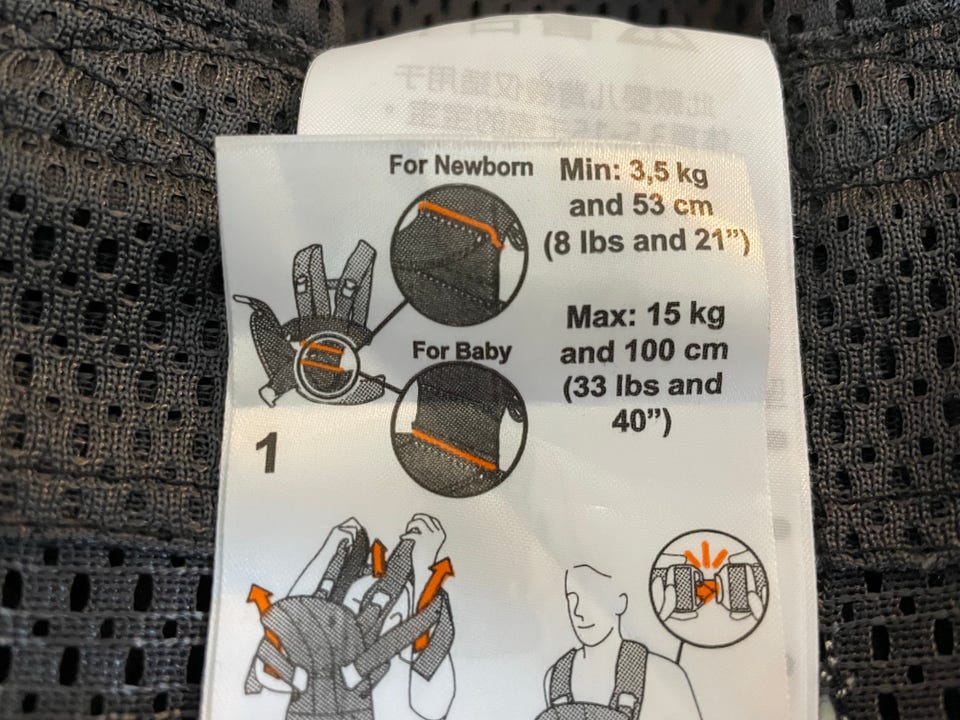 For Newborn
Min: 3,5 kg
and 53 cm
(8 lbs and 21”)
For Baby
Max: 15 kg
and 100 cm
(33 lbs and
40”)
1